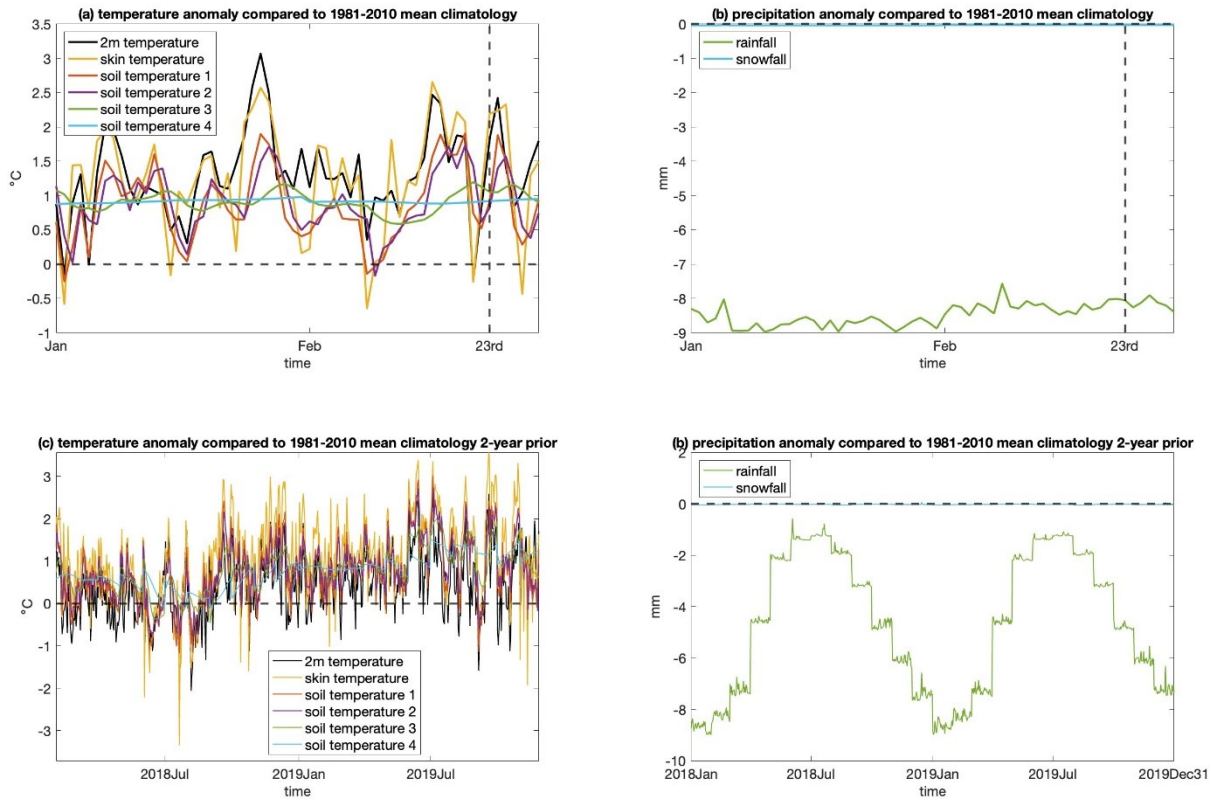 (a) temperature anomaly compared to 1981-2010 mean climatology
3.5
3
2.5
2
1.5
1
0.5
0
-0.5
-1
°C
2m temperature
skin temperature
soil temperature 1
soil temperature 2
soil temperature 3
soil temperature 4
Jan
Feb
23rd
time
(b) precipitation anomaly compared to 1981-2010 mean climatology
0
-1
-2
-3
-4
-5
-6
-7
-8
-9
mm
rainfall
snowfall
Jan
Feb
23rd
time
(c) temperature anomaly compared to 1981-2010 mean climatology 2-year prior
3
2
1
0
-1
-2
-3
°C
2m temperature
skin temperature
soil temperature 1
soil temperature 2
soil temperature 3
soil temperature 4
2018Jul
2019Jan
2019Jul
time
(b) precipitation anomaly compared to 1981-2010 mean climatology 2-year prior
2
0
-2
-4
-6
-8
-10
mm
rainfall
snowfall
2018Jan
2018Jul
2019Jan
2019Jul
2019Dec31
time